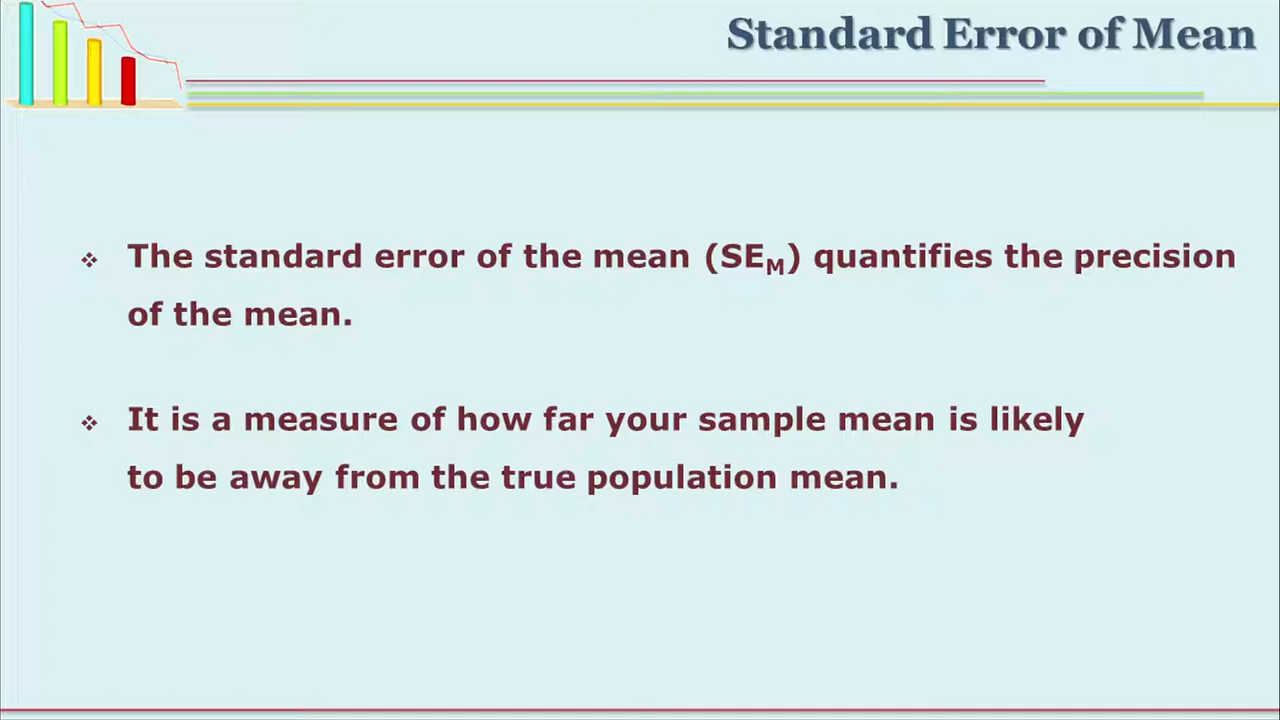 Standard Error of Mean
❖ The standard error of the mean (SEM) quantifies the precision
of the mean.
❖ It is a measure of how far your sample mean is likely
to be away from the true population mean.